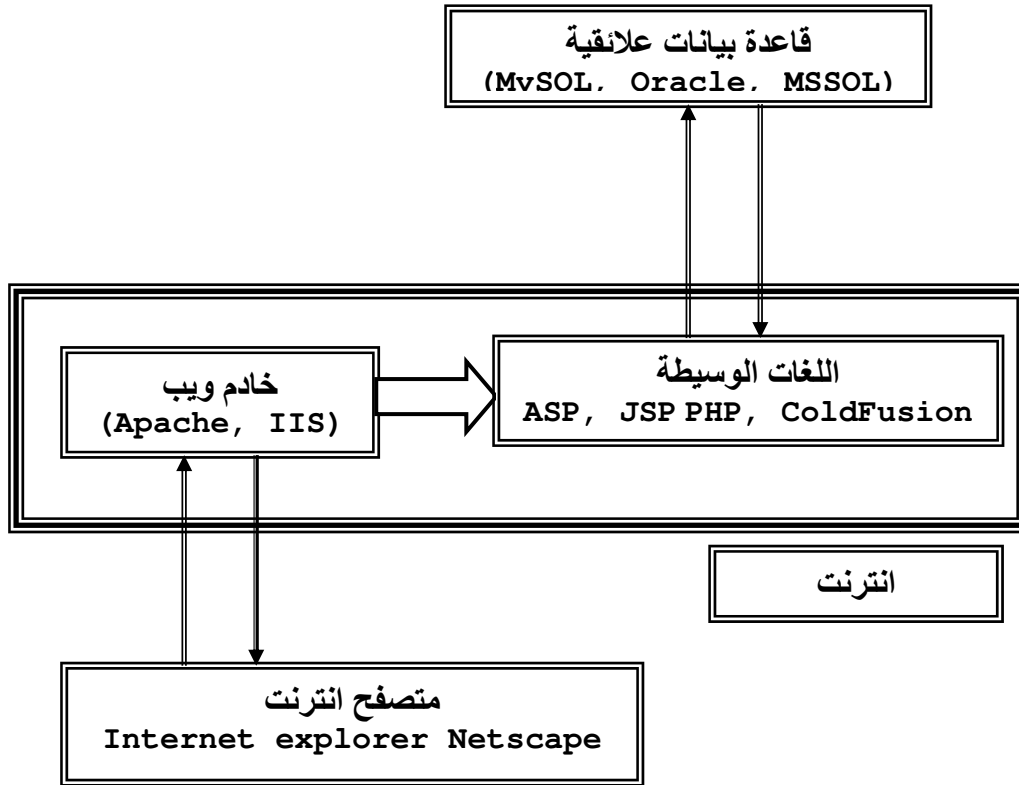 قاعدة بيانات علائقية
(MySQL, Oracle, MSSQL)
اللغات الوسيطة
ASP, JSP PHP, ColdFusion
خادم ويب
(Apache, IIS)
انترنت
متصفح انترنت
Internet explorer Netscape